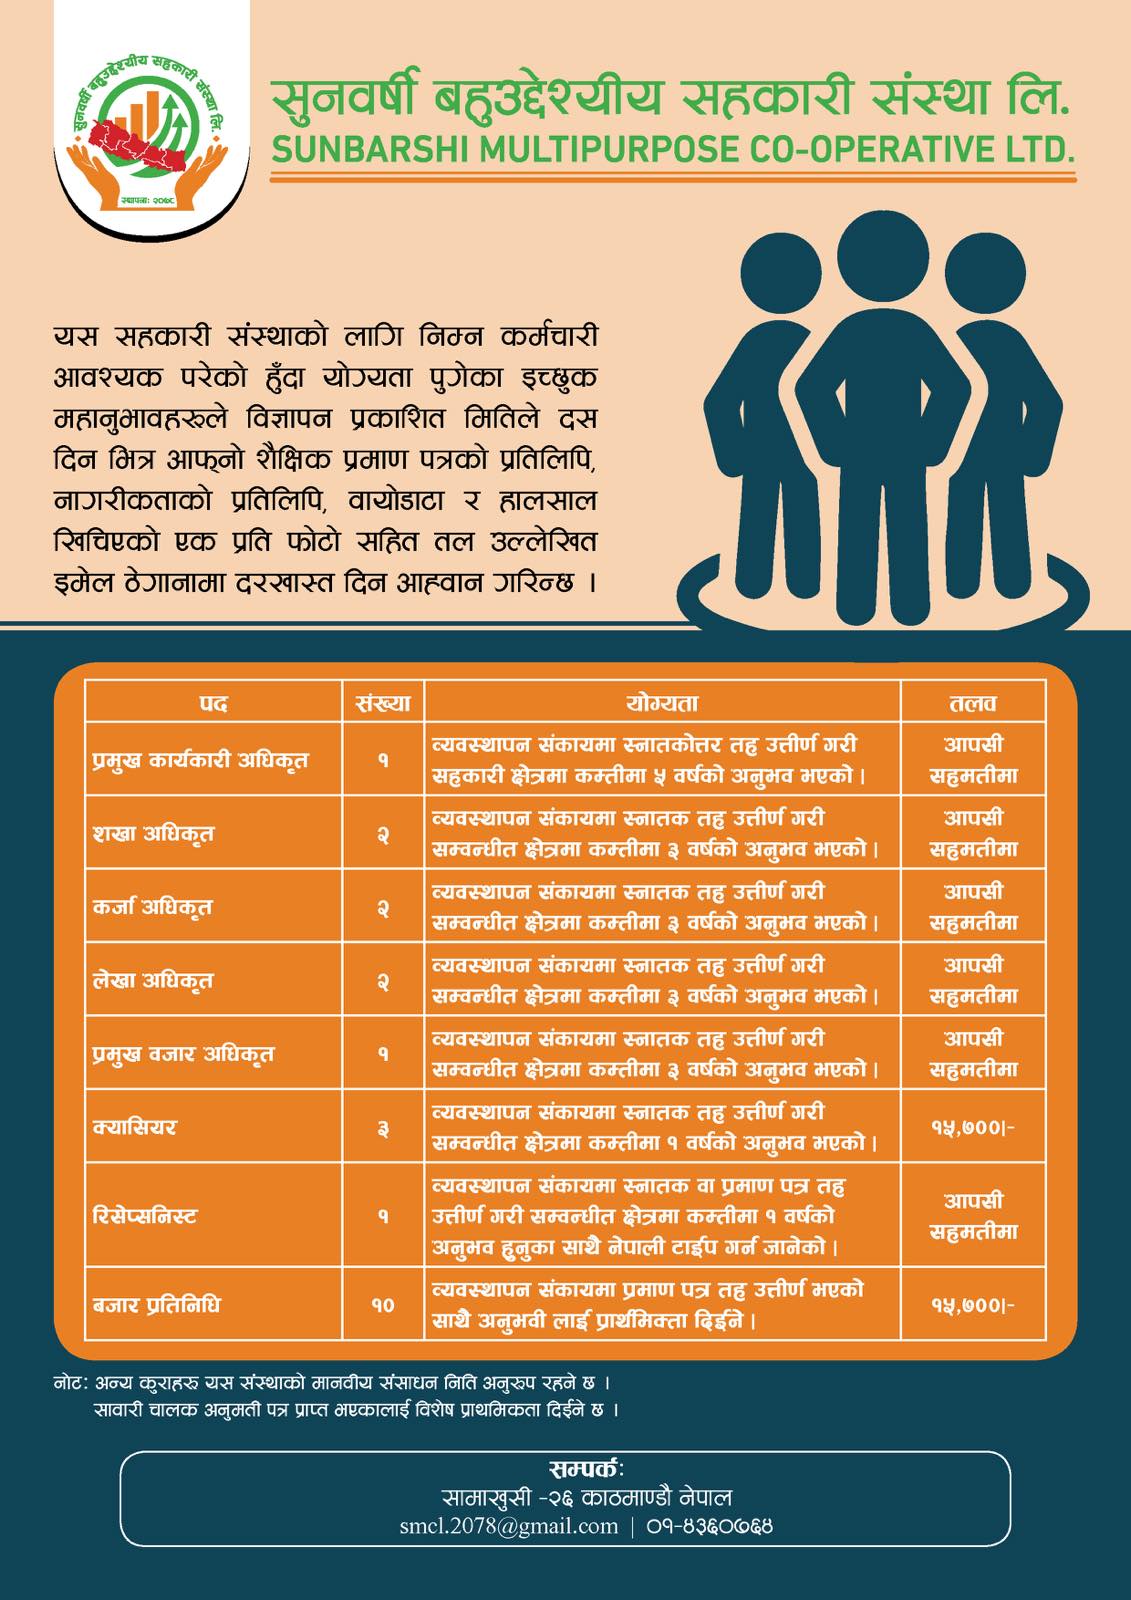 सुनवर्षी बहुउद्देश्यीय सहकारी संस्था लि.
स्थापना: २०७८
सुनवर्षी बहुउद्देश्यीय सहकारी संस्था लि.
SUNBARSHI MULTIPURPOSE CO-OPERATIVE LTD.
यस सहकारी संस्थाको लागि निम्न कर्मचारी
आवश्यक परेको हुँदा योग्यता पुगेका इच्छुक
महानुभावहरुले विज्ञापन प्रकाशित मितिले दस
दिन भित्र आफ्नो शैक्षिक प्रमाण पत्रको प्रतिलिपि,
नागरीकताको प्रतिलिपि, वायोडाटा र हालसाल
खिचिएको एक प्रति फोटो सहित तल उल्लेखित
इमेल ठेगानामा दरखास्त दिन आह्वान गरिन्छ ।
पद संख्या योग्यता तलव
प्रमुख कार्यकारी अधिकृत १ व्यवस्थापन संकायमा स्नातकोत्तर तह उत्तीर्ण गरी
सहकारी क्षेत्रमा कम्तीमा ५ वर्षको अनुभव भएको । आपसी
सहमतीमा
शखा अधिकृत २ व्यवस्थापन संकायमा स्नातक तह उत्तीर्ण गरी
सम्वन्धीत क्षेत्रमा कम्तीमा ३ वर्षको अनुभव भएको । आपसी
सहमतीमा
कर्जा अधिकृत २ व्यवस्थापन संकायमा स्नातक तह उत्तीर्ण गरी
सम्वन्धीत क्षेत्रमा कम्तीमा ३ वर्षको अनुभव भएको । आपसी
सहमतीमा
लेखा अधिकृत २ व्यवस्थापन संकायमा स्नातक तह उत्तीर्ण गरी
सम्वन्धीत क्षेत्रमा कम्तीमा ३ वर्षको अनुभव भएको । आपसी
सहमतीमा
प्रमुख वजार अधिकृत १ व्यवस्थापन संकायमा स्नातक तह उत्तीर्ण गरी
सम्वन्धीत क्षेत्रमा कम्तीमा ३ वर्षको अनुभव भएको । आपसी
सहमतीमा
क्यासियर ३ व्यवस्थापन संकायमा स्नातक तह उत्तीर्ण गरी
सम्वन्धीत क्षेत्रमा कम्तीमा १ वर्षको अनुभव भएको । १५,७००।-
रिसेप्सनिस्ट १ व्यवस्थापन संकायमा स्नातक वा प्रमाण पत्र तह
उत्तीर्ण गरी सम्वन्धीत क्षेत्रमा कम्तीमा १ वर्षको
अनुभव हुनुका साथै नेपाली टाईप गर्न जानेको । आपसी
सहमतीमा
बजार प्रतिनिधि १० व्यवस्थापन संकायमा प्रमाण पत्र तह उत्तीर्ण भएको
साथै अनुभवी लाई प्राथमिक्ता दिईने । १५,७००।-
नोट: अन्य कुराहरु यस संस्थाको मानवीय संसाधन निति अनुरुप रहने छ ।
सावारी चालक अनुमती पत्र प्राप्त भएकालाई विशेष प्राथमिकता दिईने छ ।
सम्पर्क:
सामाखुसी -२६ काठमाण्डौ नेपाल
smcl.2078@gmail.com | ०१-४३६०७६४